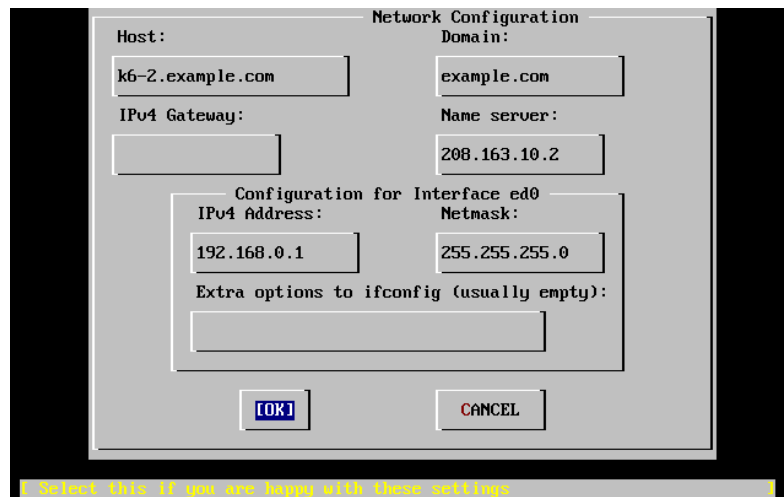 Network Configuration
Host: Domain:
k6-2.example.com example.com
IPv4 Gateway: Name server:
208.163.10.2
Configuration for Interface ed0
IPv4 Address: Netmask:
192.168.0.1 255.255.255.0
Extra options to ifconfig (usually empty):
[OK] CANCEL
[ Select this if you are happy with these settings ]